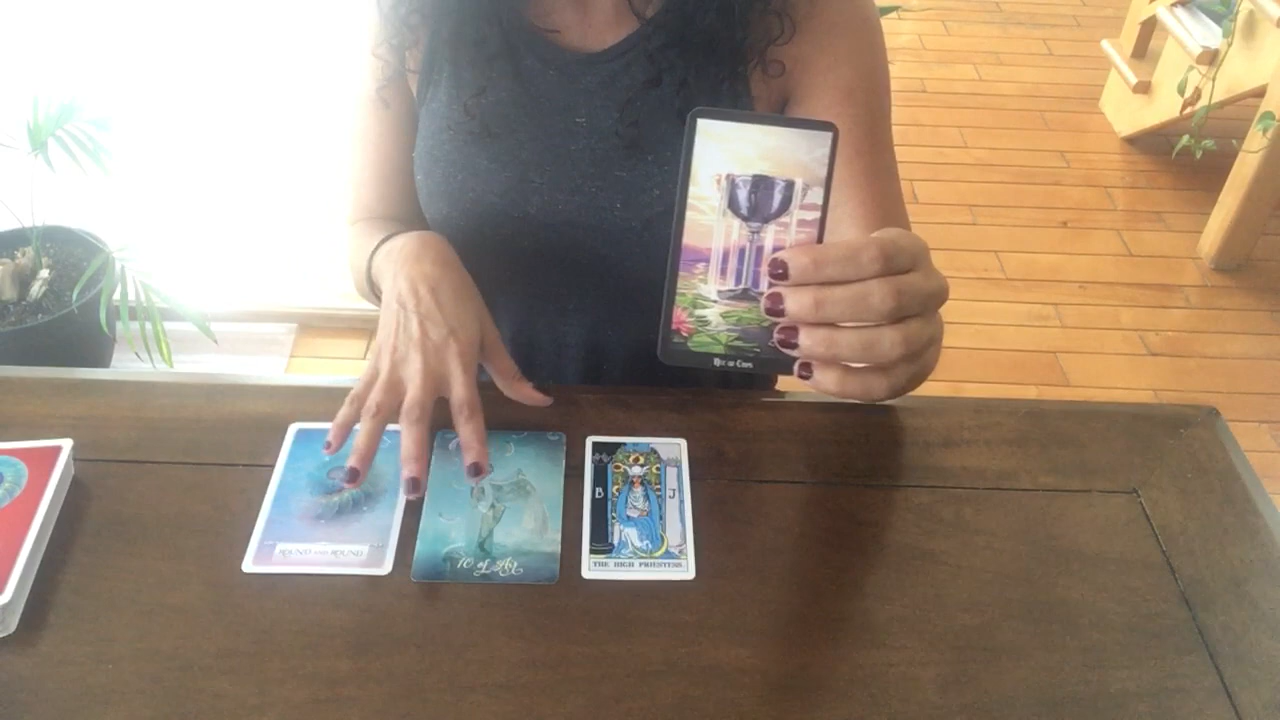 Ace of Cups
ROUND AND ROUND
10 of Air
B J
THE HIGH PRIESTESS.